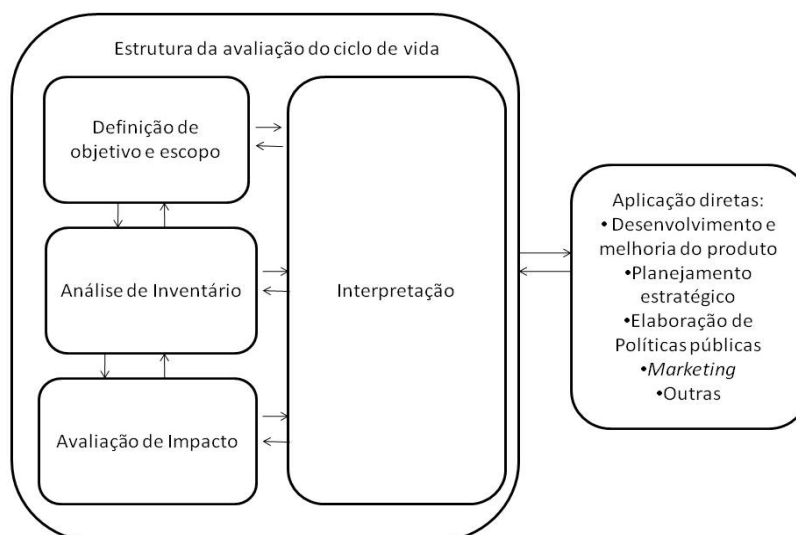 Estrutura da avaliação do ciclo de vida
Definição de
objetivo e escopo
Análise de Inventário
Avaliação de Impacto
Interpretação
Aplicação diretas:
•Desenvolvimento e
melhoria do produto
•Planejamento
estratégico
•Elaboração de
Políticas públicas
•Marketing
•Outras